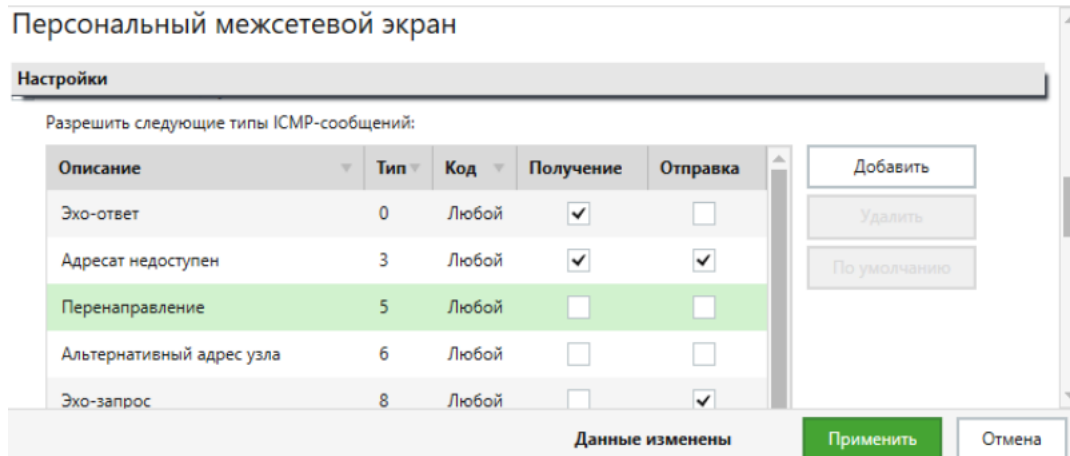 Персональный межсетевой экран
Настройки
Разрешить следующие типы ICMP-сообщений:
Описание Тип Код Получение Отправка Добавить
Эхо-ответ 0 Любой Удалить
Адресат недоступен 3 Любой По умолчанию
Перенаправление 5 Любой
Альтернативный адрес узла 6 Любой
Эхо-запрос 8 Любой
Данные изменены Применить Отмена